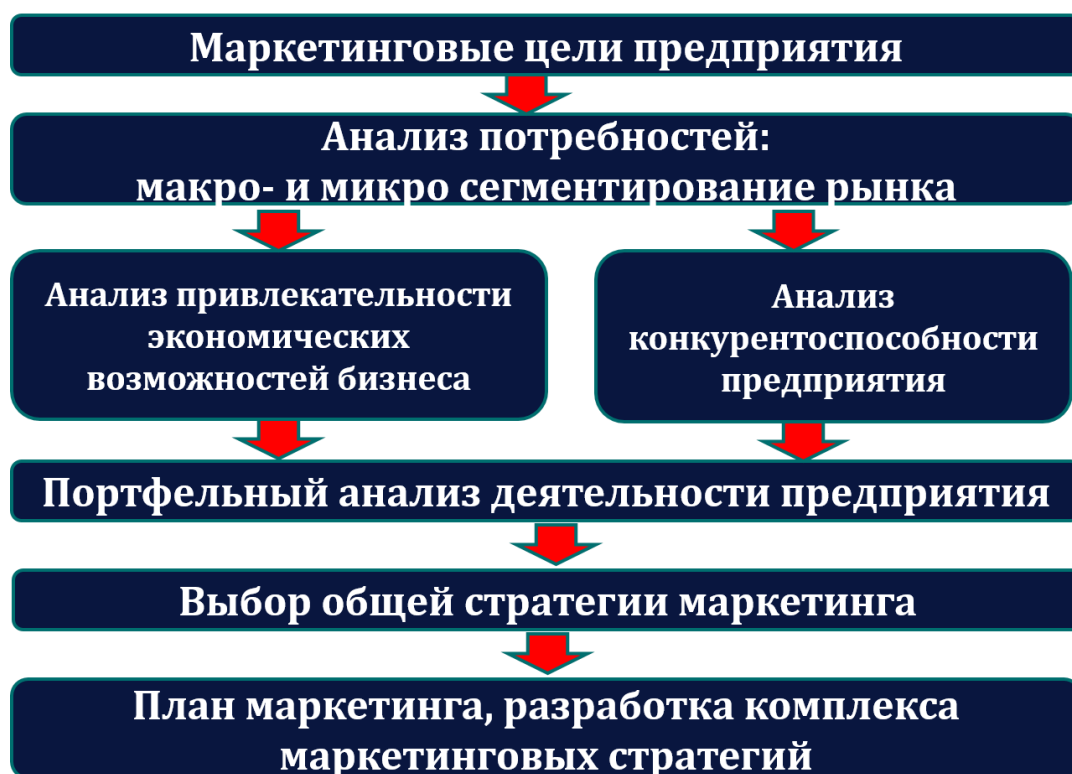 Маркетинговые цели предприятия
Анализ потребностей:
макро- и микро сегментирование рынка
Анализ привлекательности
экономических
возможностей бизнеса
Анализ
конкурентоспособности
предприятия
Портфельный анализ деятельности предприятия
Выбор общей стратегии маркетинга
План маркетинга, разработка комплекса
маркетинговых стратегий